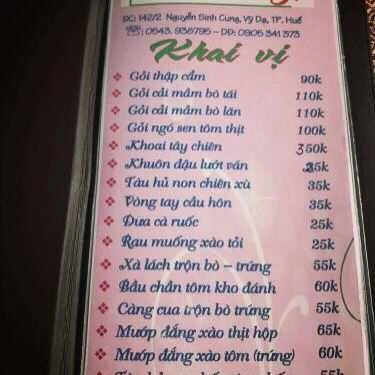 ĐC: 142/2 Nguyễn Sinh Cung, Vỹ Dạ, TP. Huế
: 0543. 935795 - DĐ: 0905 341 373
Khai vị
Gỏi thập cẩm 90k
Gỏi cải mầm bò tái 110k
Gỏi cải mầm bò lăn 110k
Gỏi ngó sen tôm thịt 100k
Khoai tây chiên 350k
Khuôn đậu lướt ván 25k
Tàu hủ non chiên xù 35k
Vòng tay cầu hôn 35k
Dưa cà ruốc 25k
Rau muống xào tỏi 25k
Xà lách trộn bò - trứng 55k
Bầu chần tôm kho đánh 60k
Càng cua trộn bò trứng 55k
Mướp đắng xào thịt hộp 65k
Mướp đắng xào tôm (trứng) 60k
55k